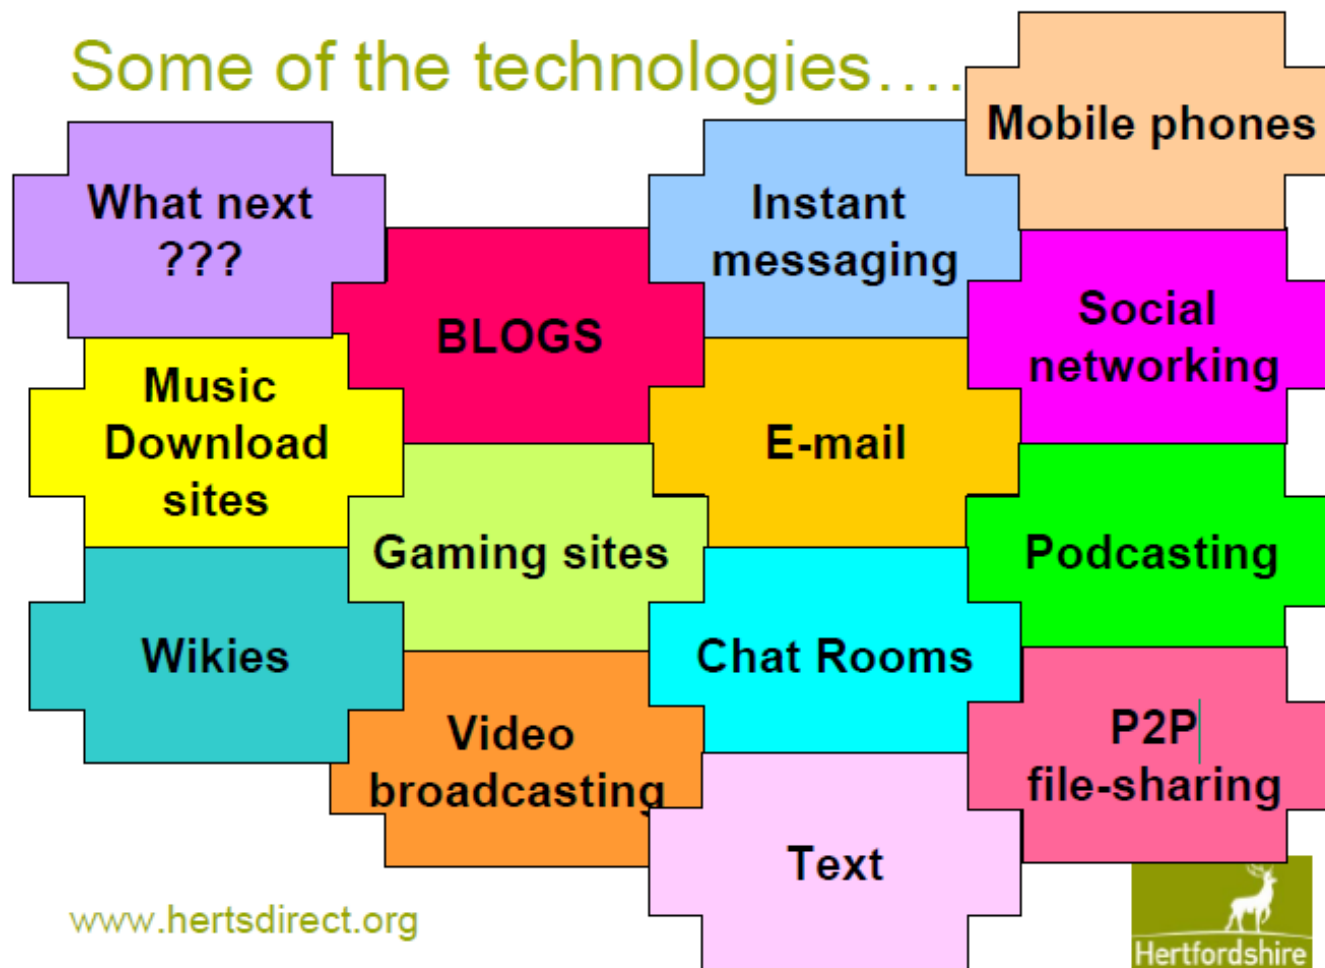 Some of the technologies….
Mobile phones
What next
???
Instant
messaging
BLOGS
Social
networking
Music
Download
sites
E-mail
Gaming sites
Podcasting
Wikies
Chat Rooms
Video
broadcasting
P2P
file-sharing
Text
www.hertsdirect.org
Hertfordshire